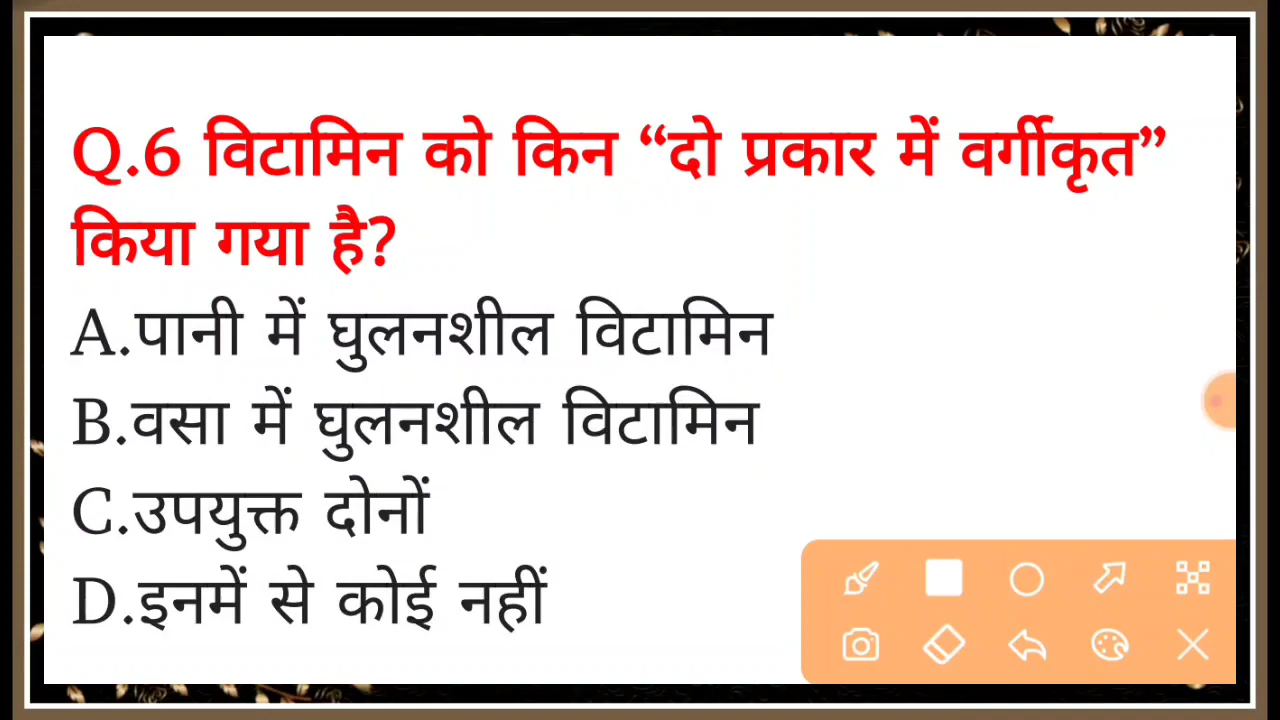 Q.6 विटामिन को किन “दो प्रकार में वर्गीकृत”
किया गया है?
A.पानी में घुलनशील विटामिन
B.वसा में घुलनशील विटामिन
C.उपयुक्त दोनों
D.इनमें से कोई नहीं